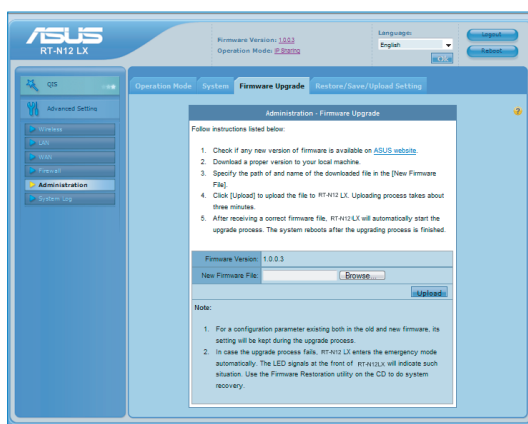 ASUS
RT-N12 LX
Firmware Version: 1.0.0.3
Operation Mode: IP Sharing
Language:
English
Logout
Reboot
QIS
Advanced Setting
Wireless
LAN
WAN
Firewall
Administration
System Log
Operation Mode System Firmware Upgrade Restore/Save/Upload Setting
Administration - Firmware Upgrade
Follow instructions listed below:
1. Check if any new version of firmware is available on ASUS website.
2. Download a proper version to your local machine.
3. Specify the path of and name of the downloaded file in the [New Firmware
File].
4. Click [Upload] to upload the file to RT-N12 LX. Uploading process takes about
three minutes.
5. After receiving a correct firmware file, RT-N12 LX will automatically start the
upgrade process. The system reboots after the upgrading process is finished.
Firmware Version: 1.0.0.3
New Firmware File: Browse...
Upload
Note:
1. For a configuration parameter existing both in the old and new firmware, its
setting will be kept during the upgrade process.
2. In case the upgrade process fails, RT-N12 LX enters the emergency mode
automatically. The LED signals at the front of RT-N12LX will indicate such
situation. Use the Firmware Restoration utility on the CD to do system
recovery.